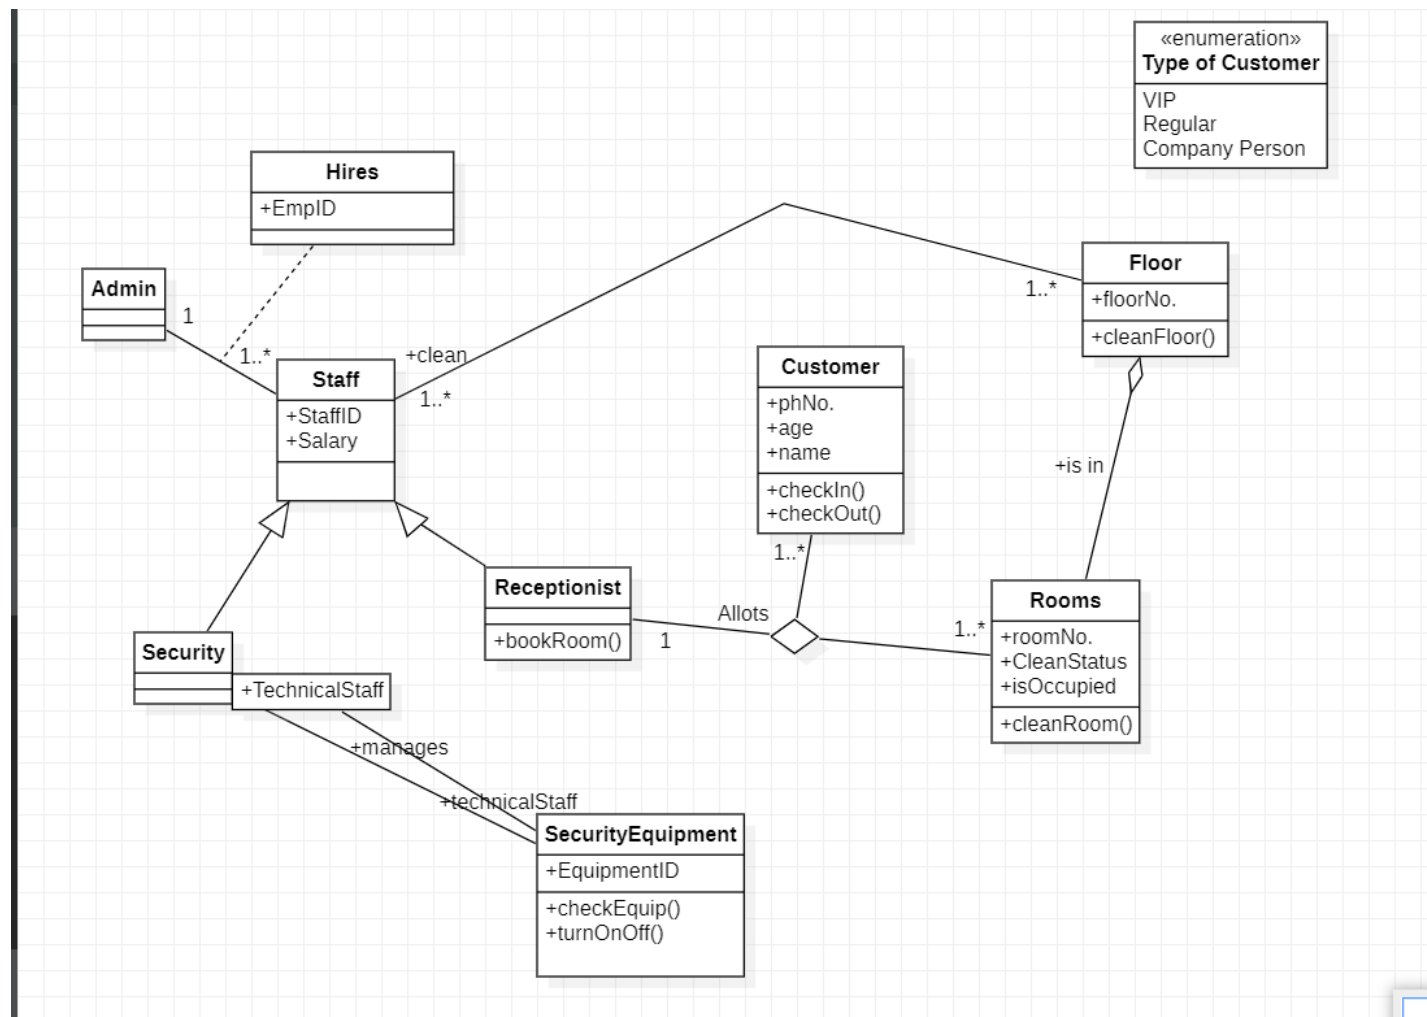 «enumeration»
Type of Customer
VIP
Regular
Company Person
Hires
+EmpID
Admin
1
1..*
Staff
+StaffID
+Salary
+clean
1..*
1..*
Floor
+floorNo.
+cleanFloor()
Customer
+phNo.
+age
+name
+checkIn()
+checkOut()
1..*
+is in
Receptionist
+bookRoom()
1
Allots
1..*
Rooms
+roomNo.
+CleanStatus
+isOccupied
+cleanRoom()
Security
+TechnicalStaff
+manages
+technicalStaff
SecurityEquipment
+EquipmentID
+checkEquip()
+turnOnOff()